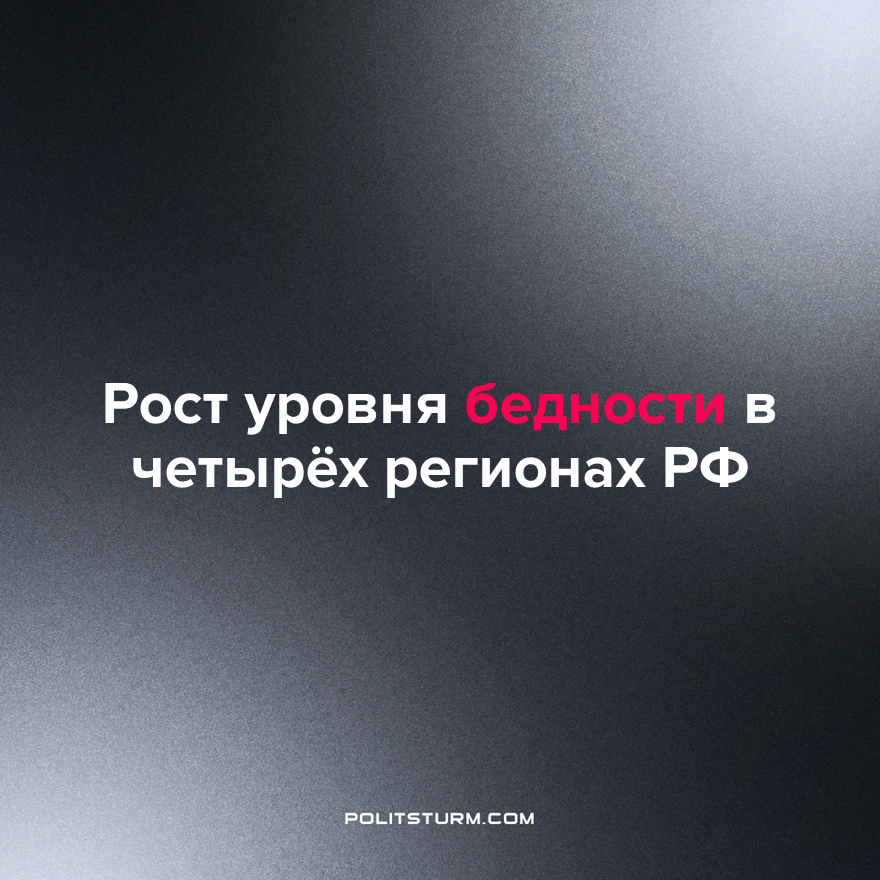 Рост уровня бедности в
четырёх регионах РФ
POLITSTURM.COM